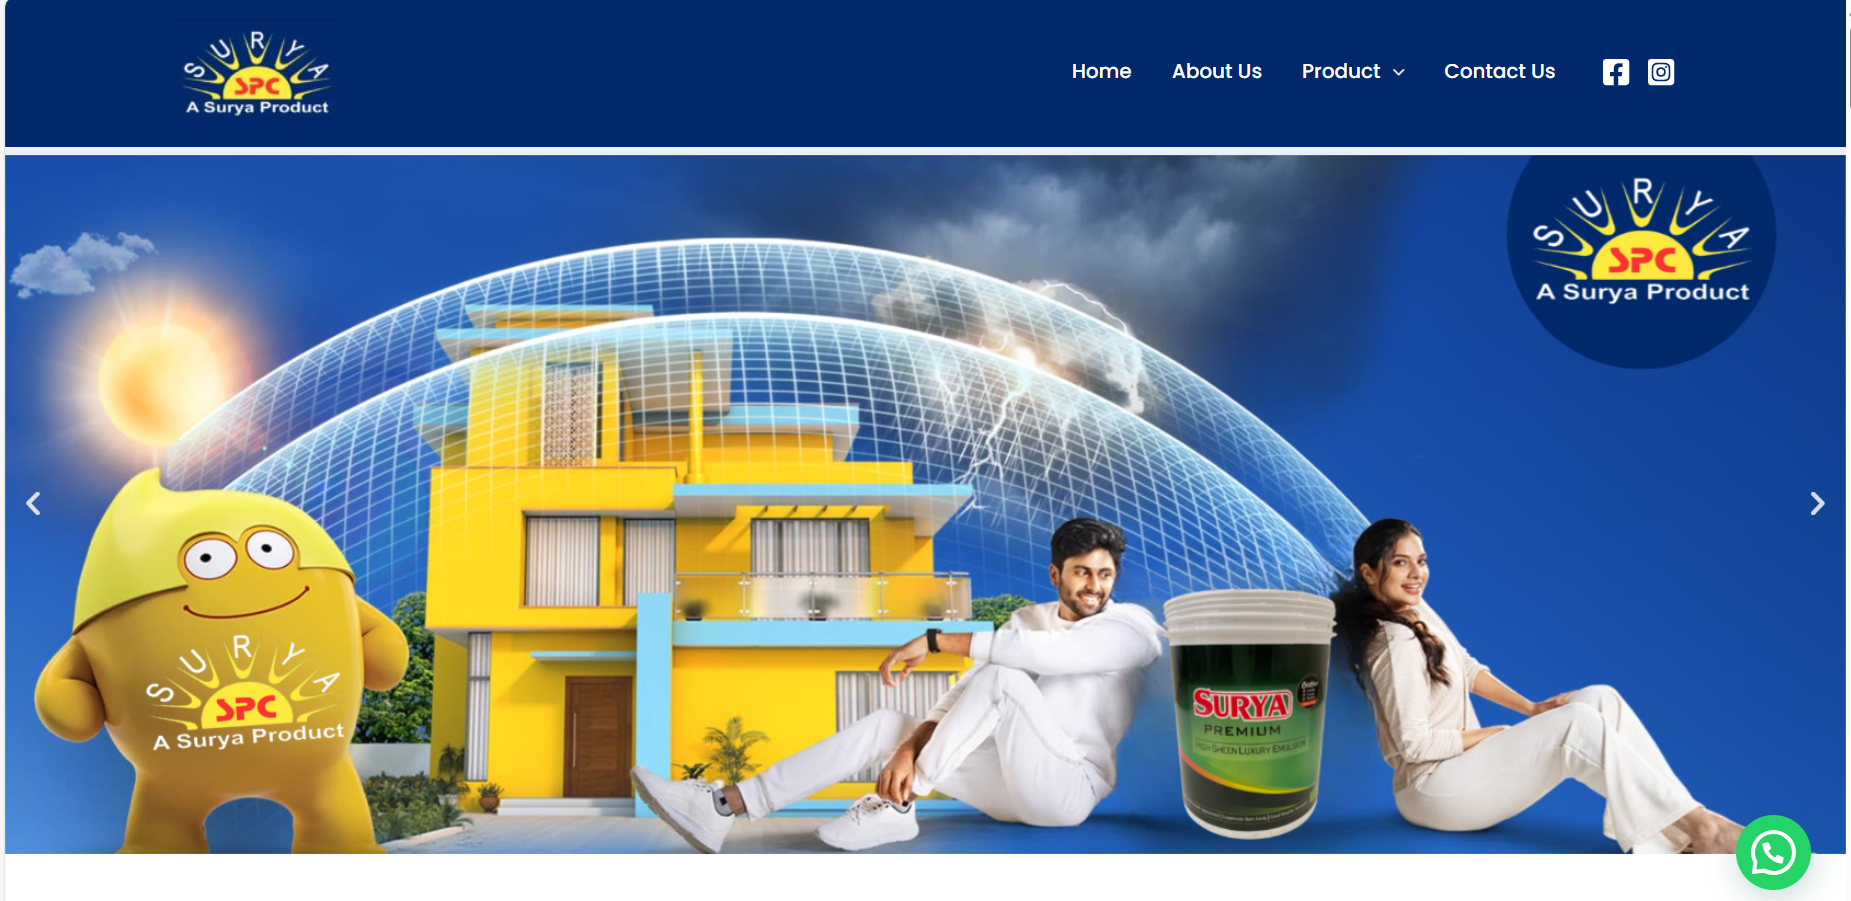 SURYA
SPC
A Surya Product
Home
About Us
Product
Contact Us
SURYA
SPC
A Surya Product
SURYA
SPC
A Surya Product
SURYA
PREMIUM
HIGH SHEEN LUXURY EMULSION